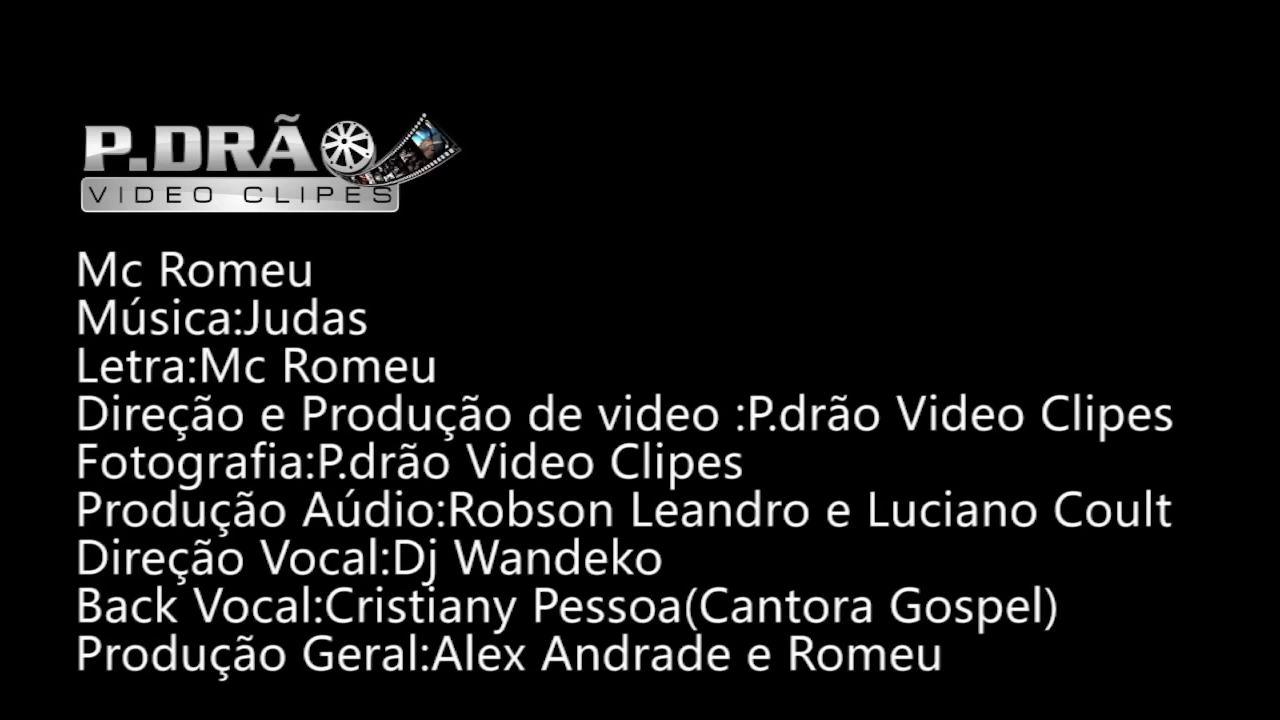 P.DRÃO
VIDEO CLIPES
Mc Romeu
Música:Judas
Letra:Mc Romeu
Direção e Produção de video :P.drão Video Clipes
Fotografia:P.drão Video Clipes
Produção Aúdio:Robson Leandro e Luciano Coult
Direção Vocal:Dj Wandeko
Back Vocal:Cristiany Pessoa(Cantora Gospel)
Produção Geral:Alex Andrade e Romeu